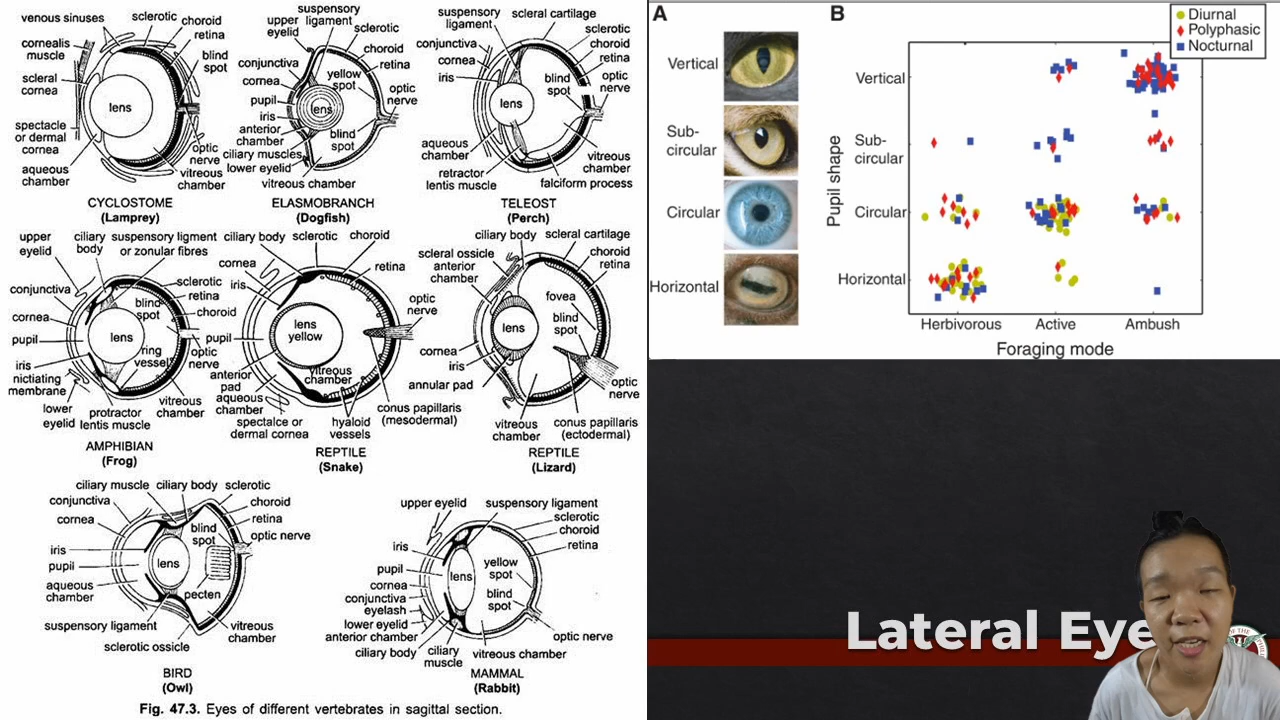 venous sinuses
sclerotic
choroid
retina
cornealis
muscle
blind
spot
scleral
cornea
lens
spectacle
or dermal
cornea
aqueous
chamber
optic
nerve
vitreous
chamber
CYCLOSTOME
(Lamprey)
suspensory
ligament
upper
eyelid
sclerotic
choroid
retina
conjunctiva
cornea
yellow
spot
pupil
lens
optic
nerve
iris
anterior
chamber
blind
spot
ciliary muscles
lower eyelid
vitreous chamber
ELASMOBRANCH
(Dogfish)
suspensory
ligament
scleral cartilage
sclerotic
conjunctiva
choroid
cornea
retina
iris
blind
spot
optic
nerve
lens
aqueous
chamber
vitreous
chamber
retractor
lentis muscle
falciform process
TELEOST
(Perch)
upper
eyelid
ciliary
body
suspensory ligment
or zonular fibres
conjunctiva
sclerotic
blind
spot
retina
choroid
cornea
pupil
lens
optic
nerve
iris
ring
vessel
nictiating
membrane
lower
eyelid
protractor
lentis muscle
vitreous
chamber
AMPHIBIAN
(Frog)
ciliary body
sclerotic
choroid
cornea
retina
iris
optic
nerve
lens
yellow
pupil
anterior
pad
vitreous
chamber
aqueous
chamber
spectalce or
dermal cornea
hyaloid
vessels
conus papillaris
(mesodermal)
REPTILE
(Snake)
ciliary body
scleral cartilage
scleral ossicle
anterior
chamber
choroid
retina
fovea
lens
blind
spot
cornea
iris
annular pad
optic
nerve
vitreous
chamber
conus papillaris
(ectodermal)
REPTILE
(Lizard)
ciliary muscle
ciliary body
sclerotic
conjunctiva
choroid
cornea
retina
blind
spot
optic nerve
iris
pupil
lens
aqueous
chamber
pecten
suspensory ligament
vitreous
chamber
sclerotic ossicle
BIRD
(Owl)
upper eyelid
suspensory ligament
sclerotic
choroid
iris
retina
pupil
yellow
spot
lens
cornea
conjunctiva
blind
spot
eyelash
lower eyelid
anterior chamber
optic nerve
ciliary body
ciliary
muscle
vitreous chamber
MAMMAL
(Rabbit)
Fig. 47.3. Eyes of different vertebrates in sagittal section.
A
Vertical
Sub-
circular
Circular
Horizontal
B
Diurnal
Polyphasic
Nocturnal
Pupil shape
Vertical
Sub-
circular
Circular
Horizontal
Herbivorous
Active
Ambush
Foraging mode
Lateral Eye